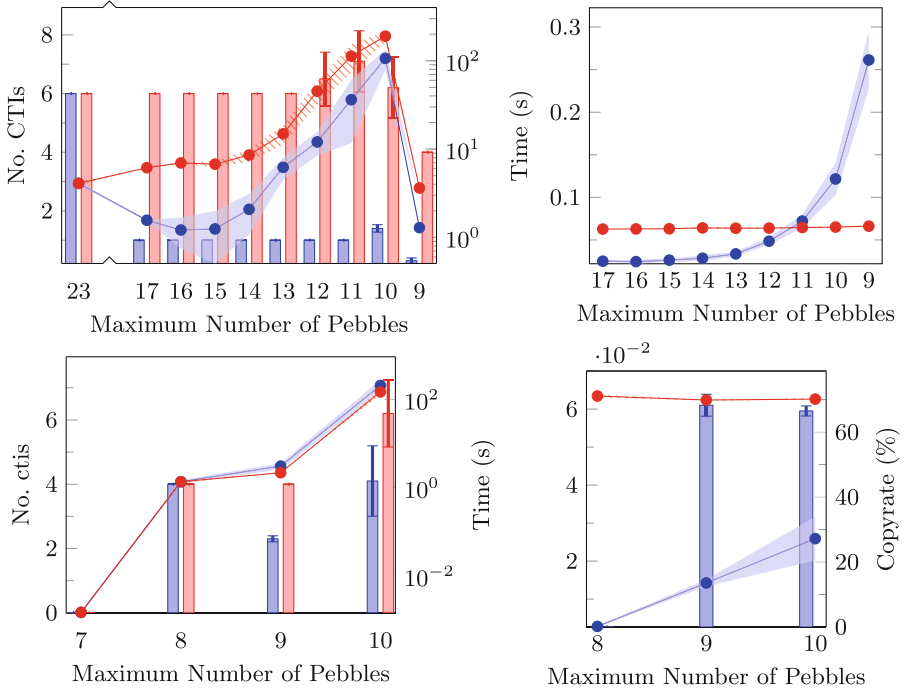 8
6
4
2
No. CTIs
10^2
10^1
10^0
23 17 16 15 14 13 12 11 10 9
Maximum Number of Pebbles
0.3
0.2
0.1
Time (s)
17 16 15 14 13 12 11 10 9
Maximum Number of Pebbles
6
4
2
0
No. ctis
10^2
10^0
10^−2
Time (s)
7 8 9 10
Maximum Number of Pebbles
·10^−2
6
4
2
60
40
20
0
Copyrate (%)
8 9 10
Maximum Number of Pebbles